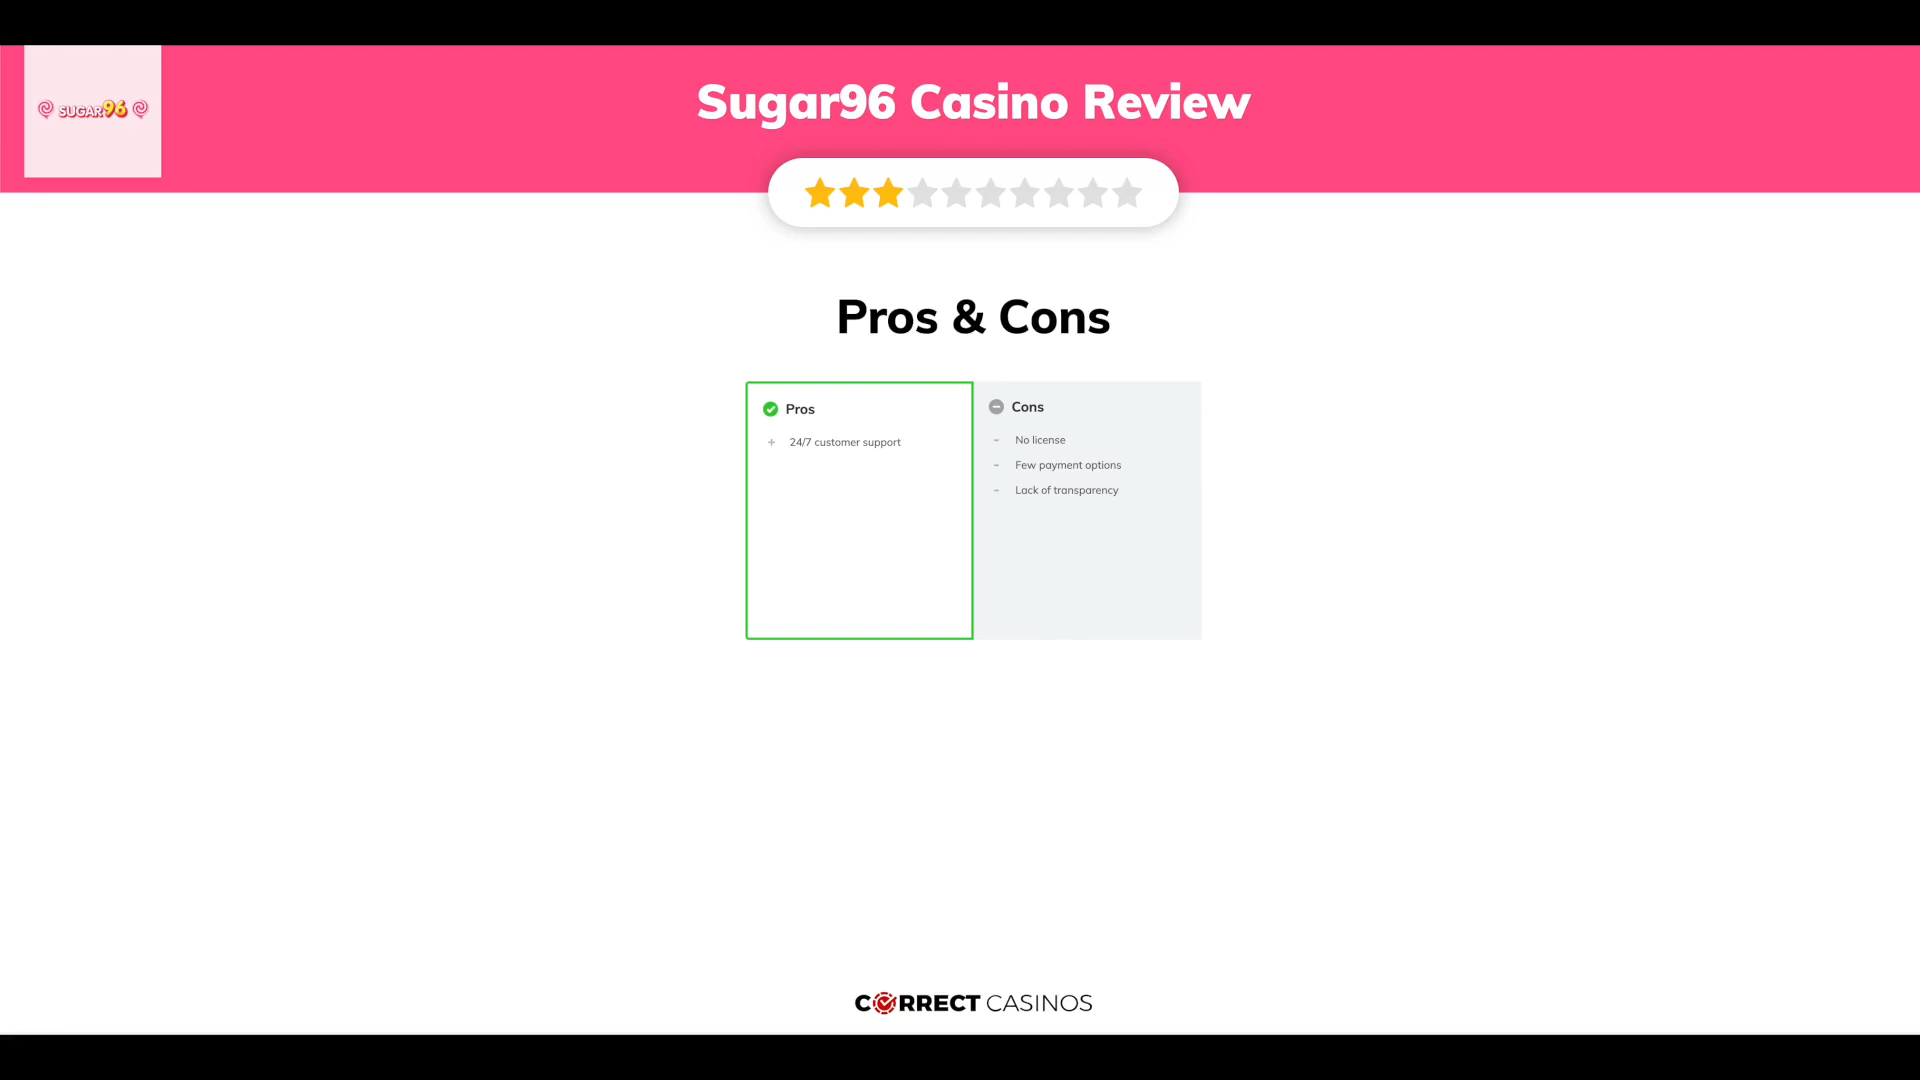 SUGAR96
Sugar96 Casino Review
Pros & Cons
Pros
+ 24/7 customer support
Cons
- No license
- Few payment options
- Lack of transparency
CORRECT CASINOS